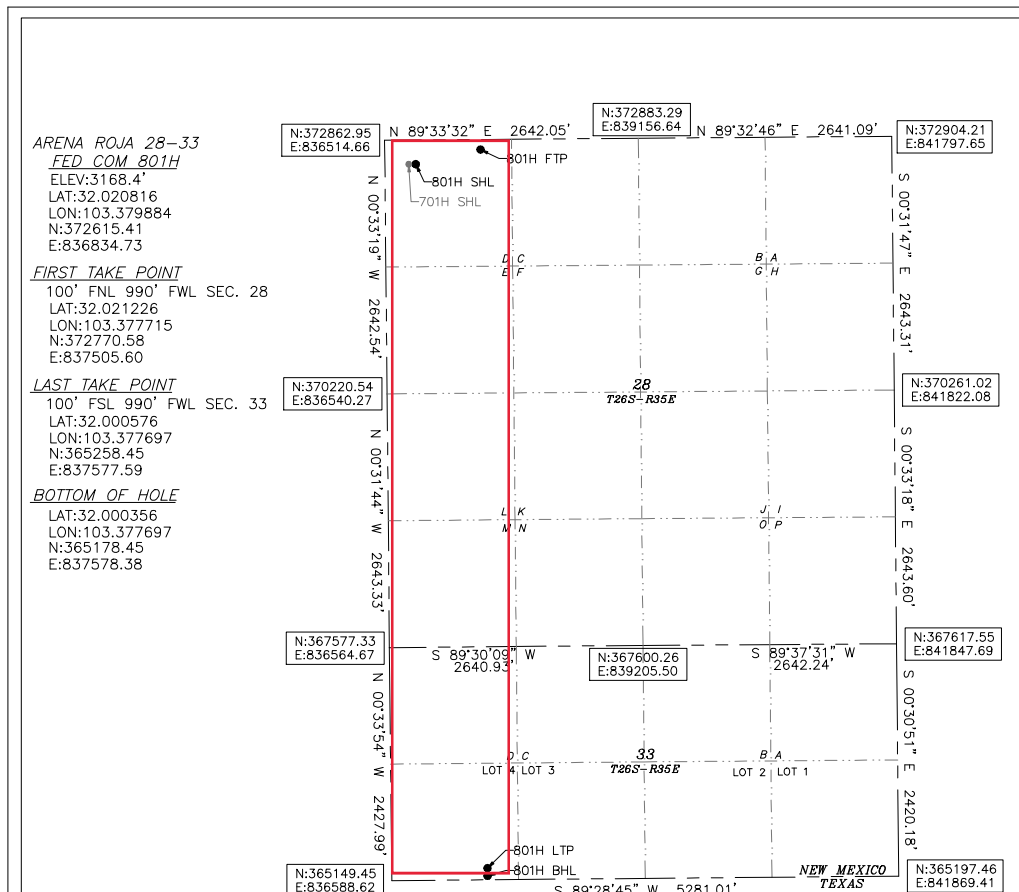 ARENA ROJA 28-33
FED COM 801H
ELEV:3168.4'
LAT:32.020816
LON:103.379884
N:372615.41
E:836834.73
FIRST TAKE POINT
100' FNL 990' FWL SEC. 28
LAT:32.021226
LON:103.377715
N:372770.58
E:837505.60
LAST TAKE POINT
100' FSL 990' FWL SEC. 33
LAT:32.000576
LON:103.377697
N:365258.45
E:837577.59
BOTTOM OF HOLE
LAT:32.000356
LON:103.377697
N:365178.45
E:837578.38
N:372862.95
E:836514.66
N 89°33'32" E 2642.05'
N:372883.29
E:839156.64
N 89°32'46" E 2641.09'
N:372904.21
E:841797.65
801H FTP
801H SHL
701H SHL
N 00°33'19" W 2642.54'
S 00°31'47" E 2643.31'
D C
E F
B A
G H
N:370220.54
E:836540.27
28
T26S-R35E
N:370261.02
E:841822.08
N 00°31'44" W 2643.33'
S 00°33'18" E 2643.60'
L K
M N
J I
O P
N:367577.33
E:836564.67
S 89°30'09" W
2640.93'
N:367600.26
E:839205.50
S 89°37'31" W
2642.24'
N:367617.55
E:841847.69
N 00°33'54" W 2427.99'
S 00°30'51" E 2420.18'
D C
LOT 4 LOT 3
33
T26S-R35E
B A
LOT 2 LOT 1
801H LTP
801H BHL
N:365149.45
E:836588.62
S 89°28'45" W 5281.01'
NEW MEXICO
TEXAS
N:365197.46
E:841869.41